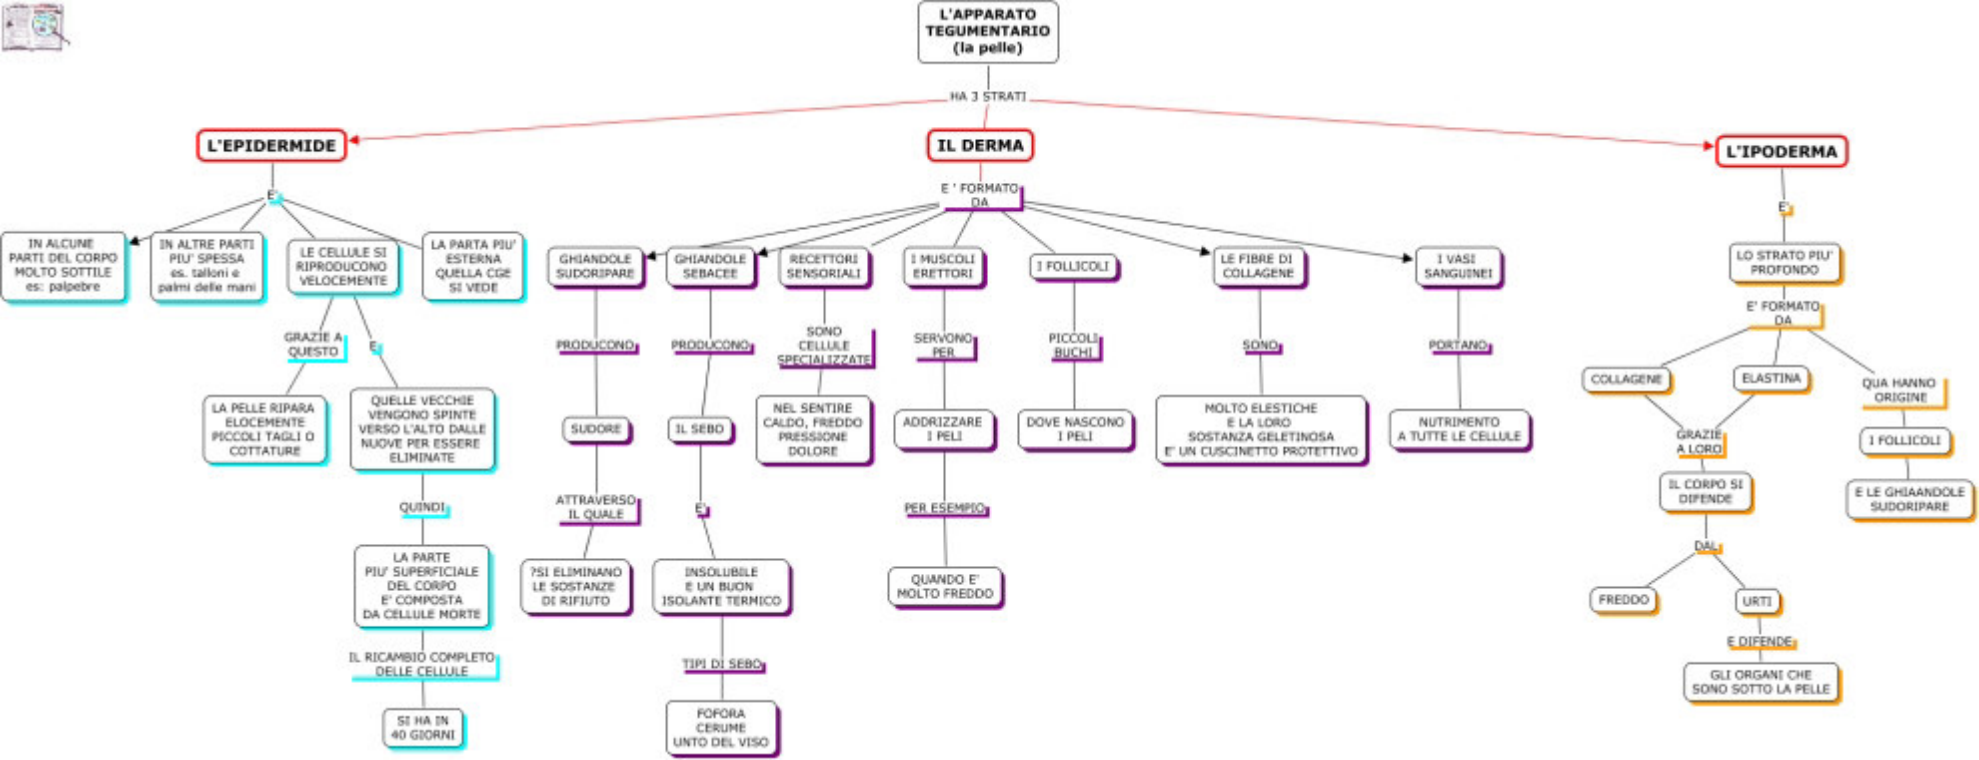 L'APPARATO
TEGUMENTARIO
(la pelle)
HA 3 STRATI
L'EPIDERMIDE
E'
IN ALCUNE
PARTI DEL CORPO
MOLTO SOTTILE
es: palpebre
IN ALTRE PARTI
PIU' SPESSA
es. talloni e
palmi delle mani
LE CELLULE SI
RIPRODUCONO
VELOCEMENTE
LA PARTA PIU'
ESTERNA
QUELLA CGE
SI VEDE
GRAZIE A
QUESTO
LA PELLE RIPARA
ELOCEMENTE
PICCOLI TAGLI O
COTTATURE
E
QUELLE VECCHIE
VENGONO SPINTE
VERSO L'ALTO DALLE
NUOVE PER ESSERE
ELIMINATE
QUINDI
LA PARTE
PIU' SUPERFICIALE
DEL CORPO
E' COMPOSTA
DA CELLULE MORTE
IL RICAMBIO COMPLETO
DELLE CELLULE
SI HA IN
40 GIORNI
IL DERMA
E ' FORMATO
DA
GHIANDOLE
SUDORIPARE
PRODUCONO
SUDORE
ATTRAVERSO
IL QUALE
?SI ELIMINANO
LE SOSTANZE
DI RIFIUTO
GHIANDOLE
SEBACEE
PRODUCONO
IL SEBO
E'
INSOLUBILE
E UN BUON
ISOLANTE TERMICO
TIPI DI SEBO
FOFORA
CERUME
UNTO DEL VISO
RECETTORI
SENSORIALI
SONO
CELLULE
SPECIALIZZATE
NEL SENTIRE
CALDO, FREDDO
PRESSIONE
DOLORE
I MUSCOLI
ERETTORI
SERVONO
PER
ADDRIZZARE
I PELI
PER ESEMPIO
QUANDO E'
MOLTO FREDDO
I FOLLICOLI
PICCOLI
BUCHI
DOVE NASCONO
I PELI
LE FIBRE DI
COLLAGENE
SONO
MOLTO ELESTICHE
E LA LORO
SOSTANZA GELETINOSA
E' UN CUSCINETTO PROTETTIVO
I VASI
SANGUINEI
PORTANO
NUTRIMENTO
A TUTTE LE CELLULE
L'IPODERMA
E'
LO STRATO PIU'
PROFONDO
E' FORMATO
DA
COLLAGENE
ELASTINA
GRAZIE
A LORO
IL CORPO SI
DIFENDE
DAL
FREDDO
URTI
E DIFENDE
GLI ORGANI CHE
SONO SOTTO LA PELLE
QUA HANNO
ORIGINE
I FOLLICOLI
E LE GHIAANDOLE
SUDORIPARE